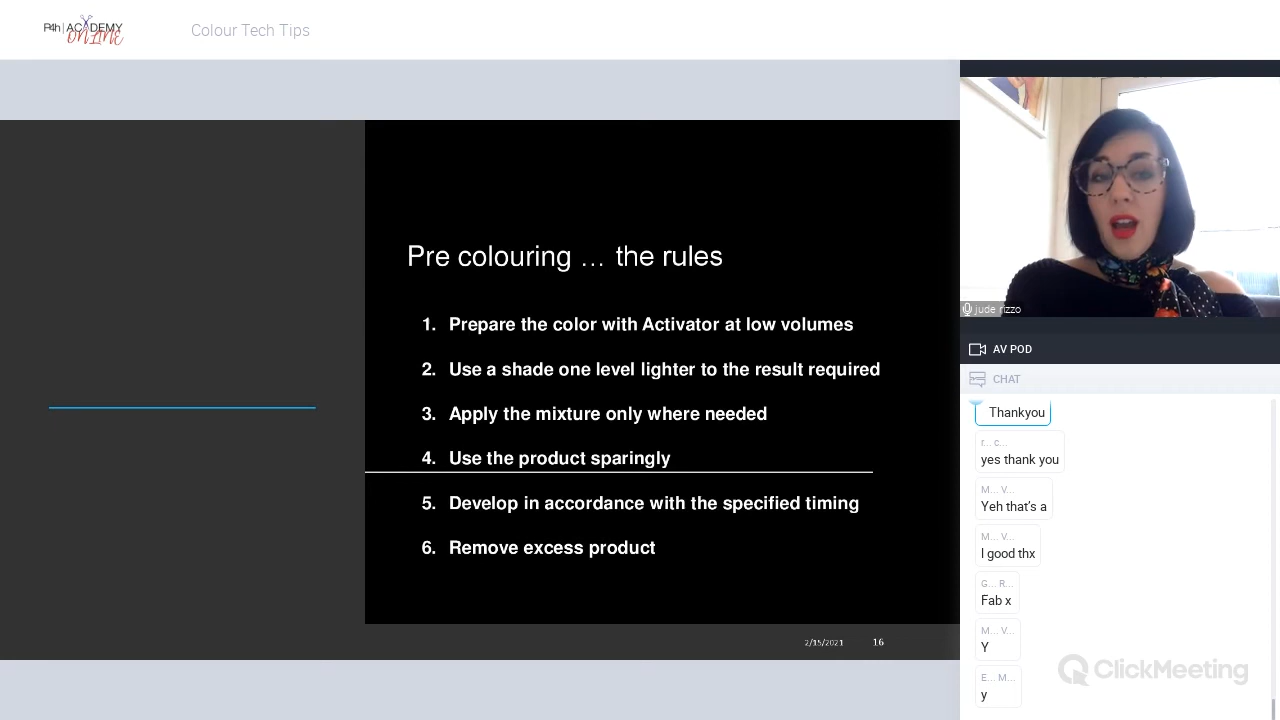 P4h | ACADEMY
ONLINE
Colour Tech Tips
Pre colouring … the rules
1. Prepare the color with Activator at low volumes
2. Use a shade one level lighter to the result required
3. Apply the mixture only where needed
4. Use the product sparingly
5. Develop in accordance with the specified timing
6. Remove excess product
2/15/2021
16
jude rizzo
AV POD
CHAT
Thankyou
r... c...
yes thank you
M... V...
Yeh that’s a
M... V...
I good thx
G... R...
Fab x
M... V...
Y
E... M...
y
ClickMeeting